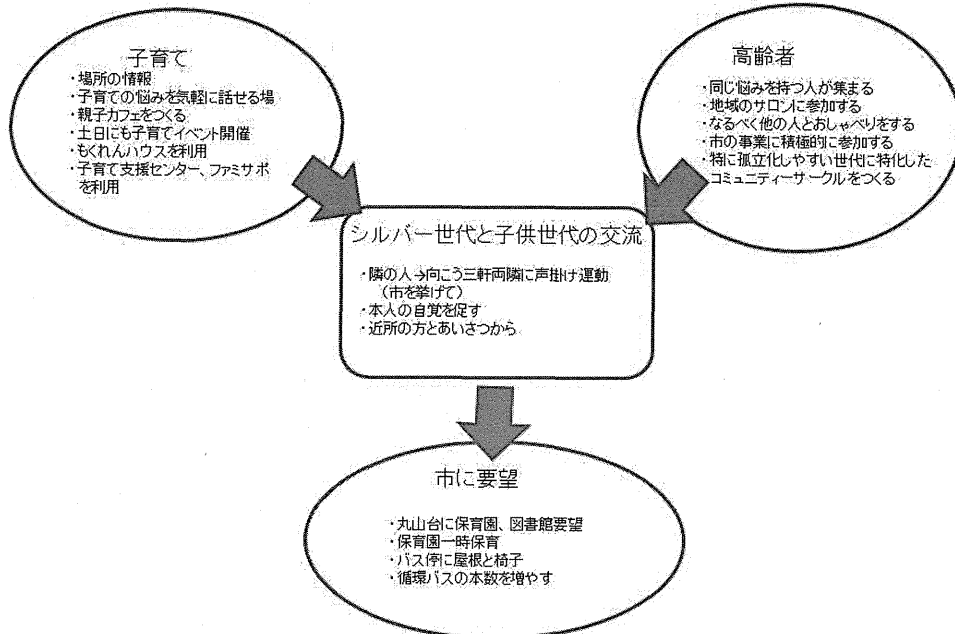 子育て
・場所の情報
・子育ての悩みを気軽に話せる場
・親子カフェをつくる
・土日にも子育てイベント開催
・もくれんハウスを利用
・子育て支援センター、ファミサポ
を利用
高齢者
・同じ悩みを持つ人が集まる
・地域のサロンに参加する
・なるべく他の人とおしゃべりをする
・市の事業に積極的に参加する
・特に孤立化しやすい世代に特化した
コミュニティーサークルをつくる
シルバー世代と子供世代の交流
・隣の人→向こう三軒両隣に声掛け運動
（市を挙げて）
・本人の自覚を促す
・近所の方とあいさつから
市に要望
・丸山台に保育園、図書館要望
・保育園一時保育
・バス停に屋根と椅子
・循環バスの本数を増やす